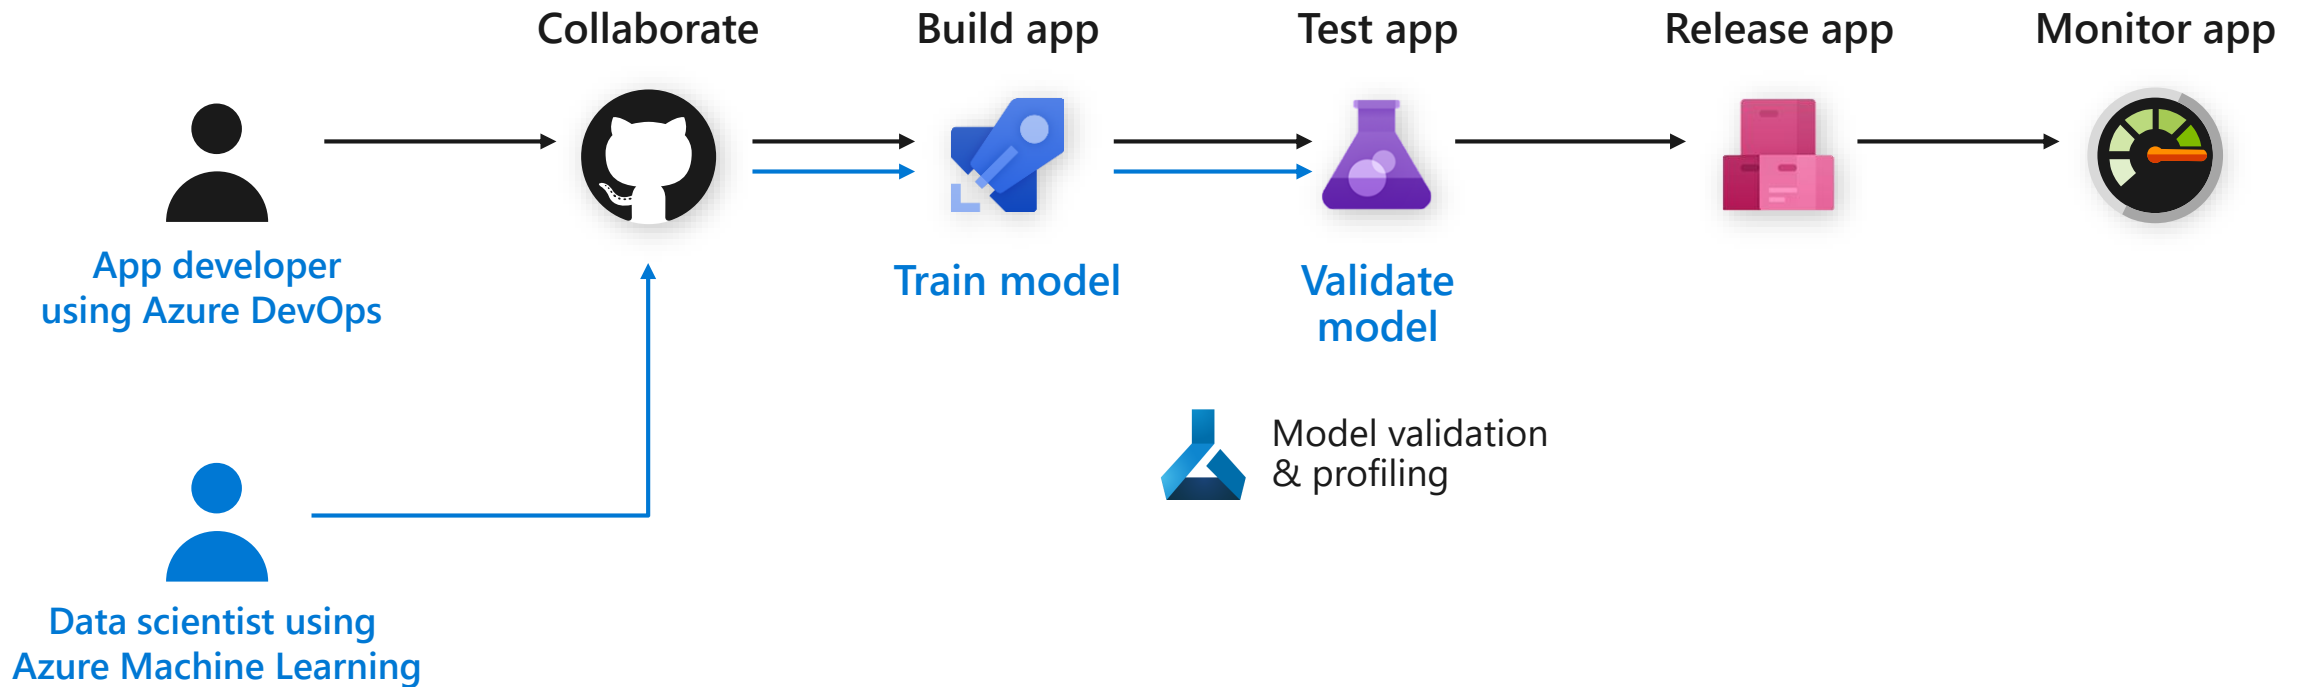 Collaborate
Build app
Test app
Release app
Monitor app
App developer
using Azure DevOps
Train model
Validate
model
Model validation
& profiling
Data scientist using
Azure Machine Learning